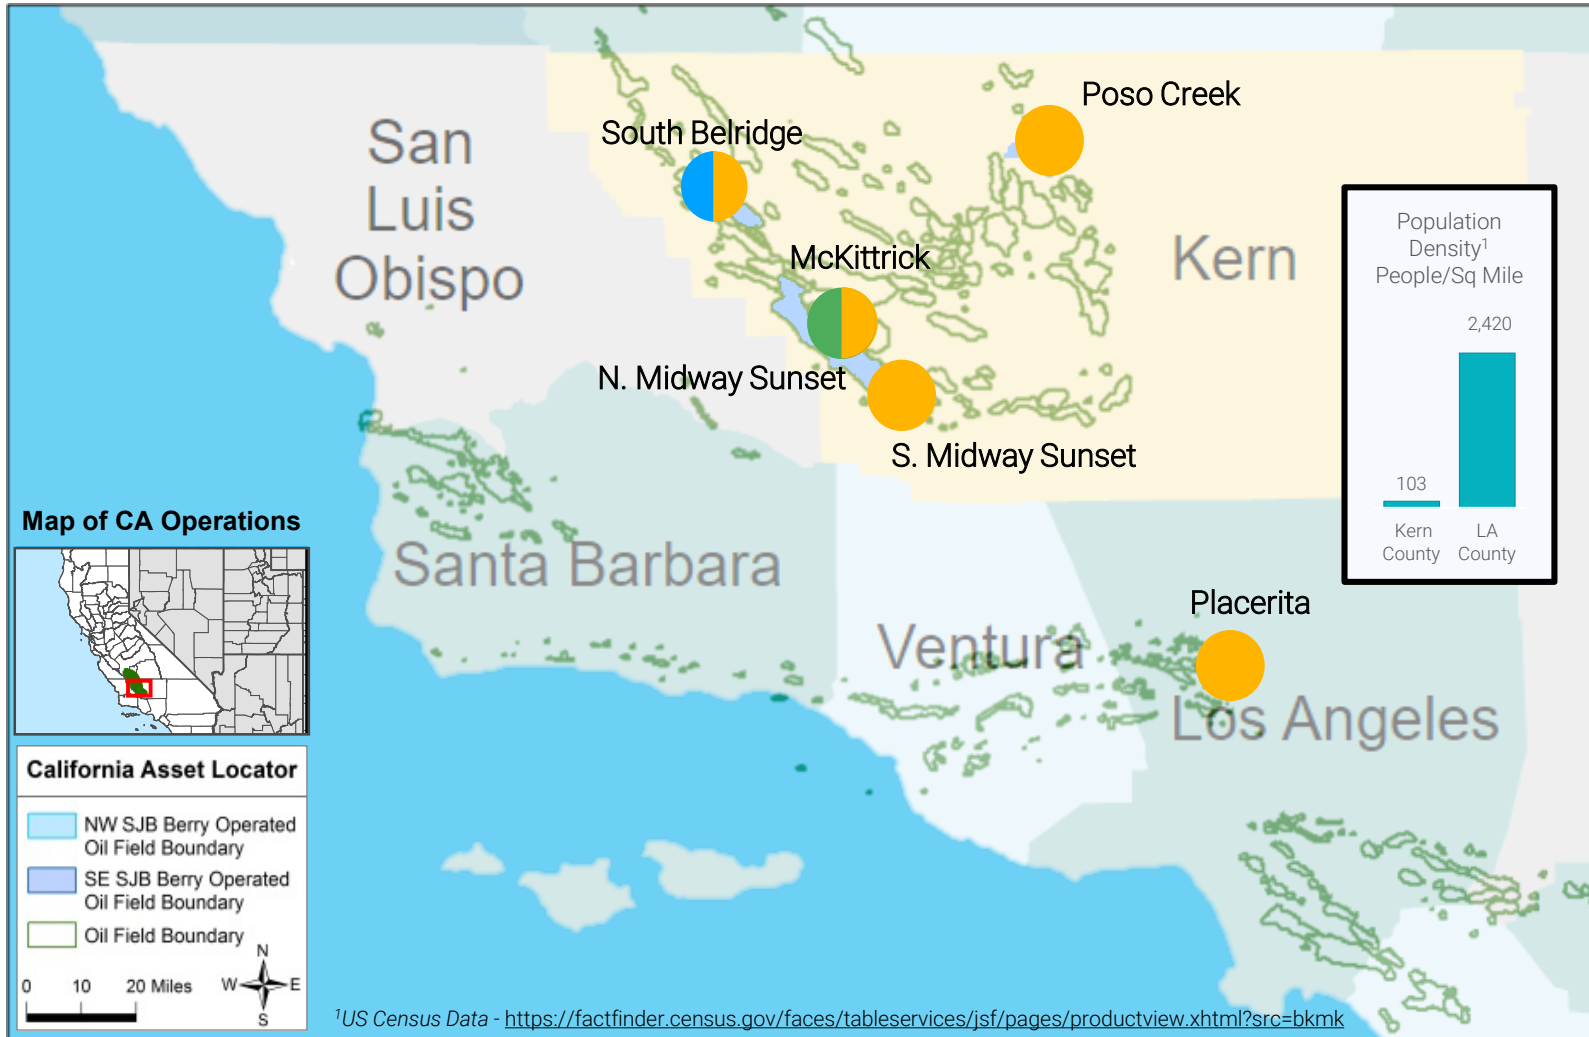 Poso Creek
South Belridge
San
Luis
Obispo
McKittrick
Kern
Population
Density¹
People/Sq Mile
2,420
103
Kern
County
LA
County
N. Midway Sunset
S. Midway Sunset
Map of CA Operations
Santa Barbara
Placerita
Ventura
Los Angeles
California Asset Locator
NW SJB Berry Operated
Oil Field Boundary
SE SJB Berry Operated
Oil Field Boundary
Oil Field Boundary
0 10 20 Miles
N
W E
S
¹US Census Data - https://factfinder.census.gov/faces/tableservices/jsf/pages/productview.xhtml?src=bkmk